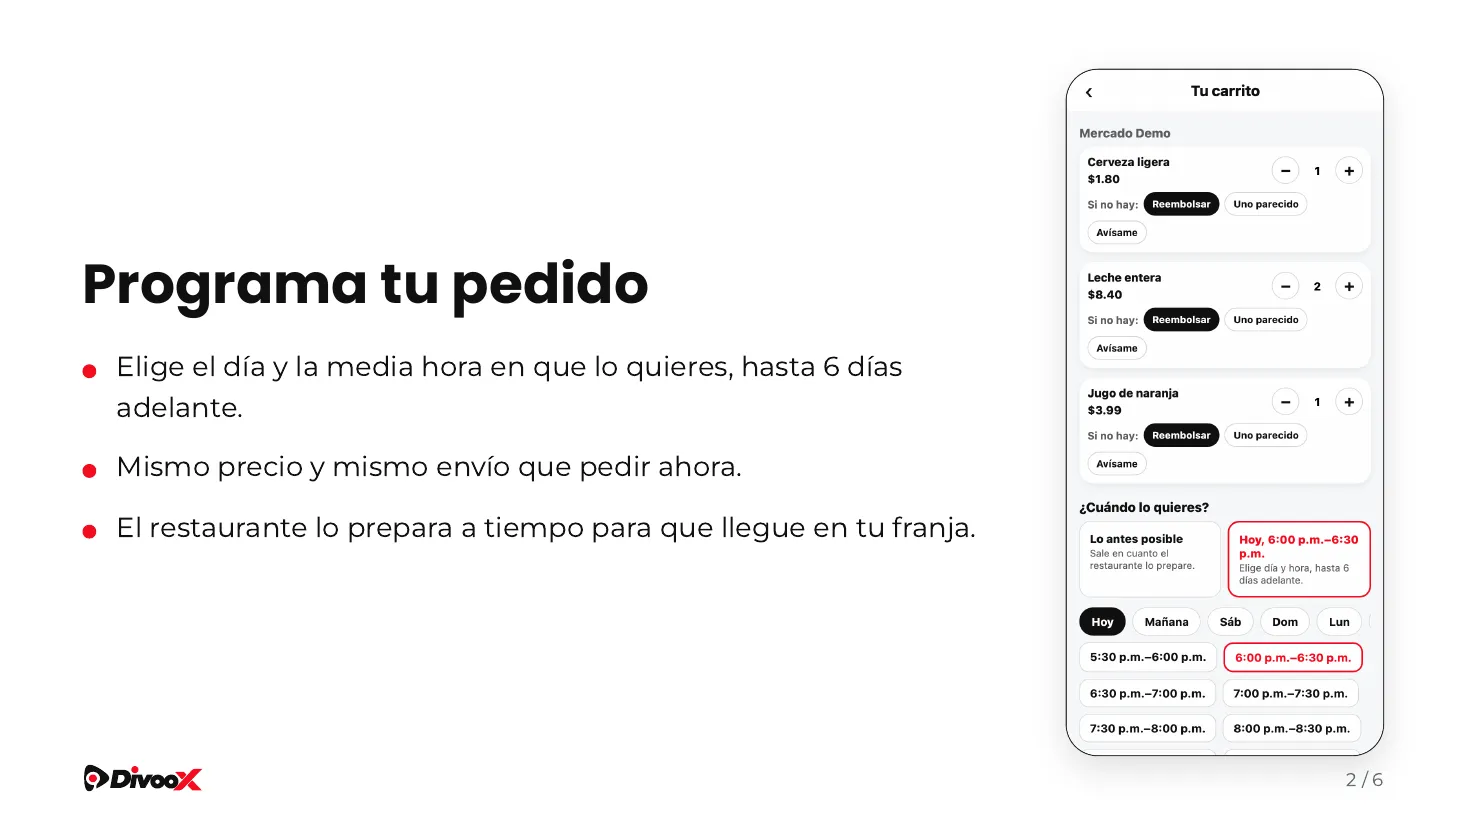 Programa tu pedido
Elige el día y la media hora en que lo quieres, hasta 6 días
adelante.
Mismo precio y mismo envío que pedir ahora.
El restaurante lo prepara a tiempo para que llegue en tu franja.
DivooX
Tu carrito
Mercado Demo
Cerveza ligera
$1.80
− 1 +
Si no hay: Reembolsar Uno parecido
Avísame
Leche entera
$8.40
− 2 +
Si no hay: Reembolsar Uno parecido
Avísame
Jugo de naranja
$3.99
− 1 +
Si no hay: Reembolsar Uno parecido
Avísame
¿Cuándo lo quieres?
Lo antes posible
Sale en cuanto el
restaurante lo prepare.
Hoy, 6:00 p.m.–6:30
p.m.
Elige día y hora, hasta 6
días adelante.
Hoy Mañana Sáb Dom Lun
5:30 p.m.–6:00 p.m. 6:00 p.m.–6:30 p.m.
6:30 p.m.–7:00 p.m. 7:00 p.m.–7:30 p.m.
7:30 p.m.–8:00 p.m. 8:00 p.m.–8:30 p.m.
2 / 6